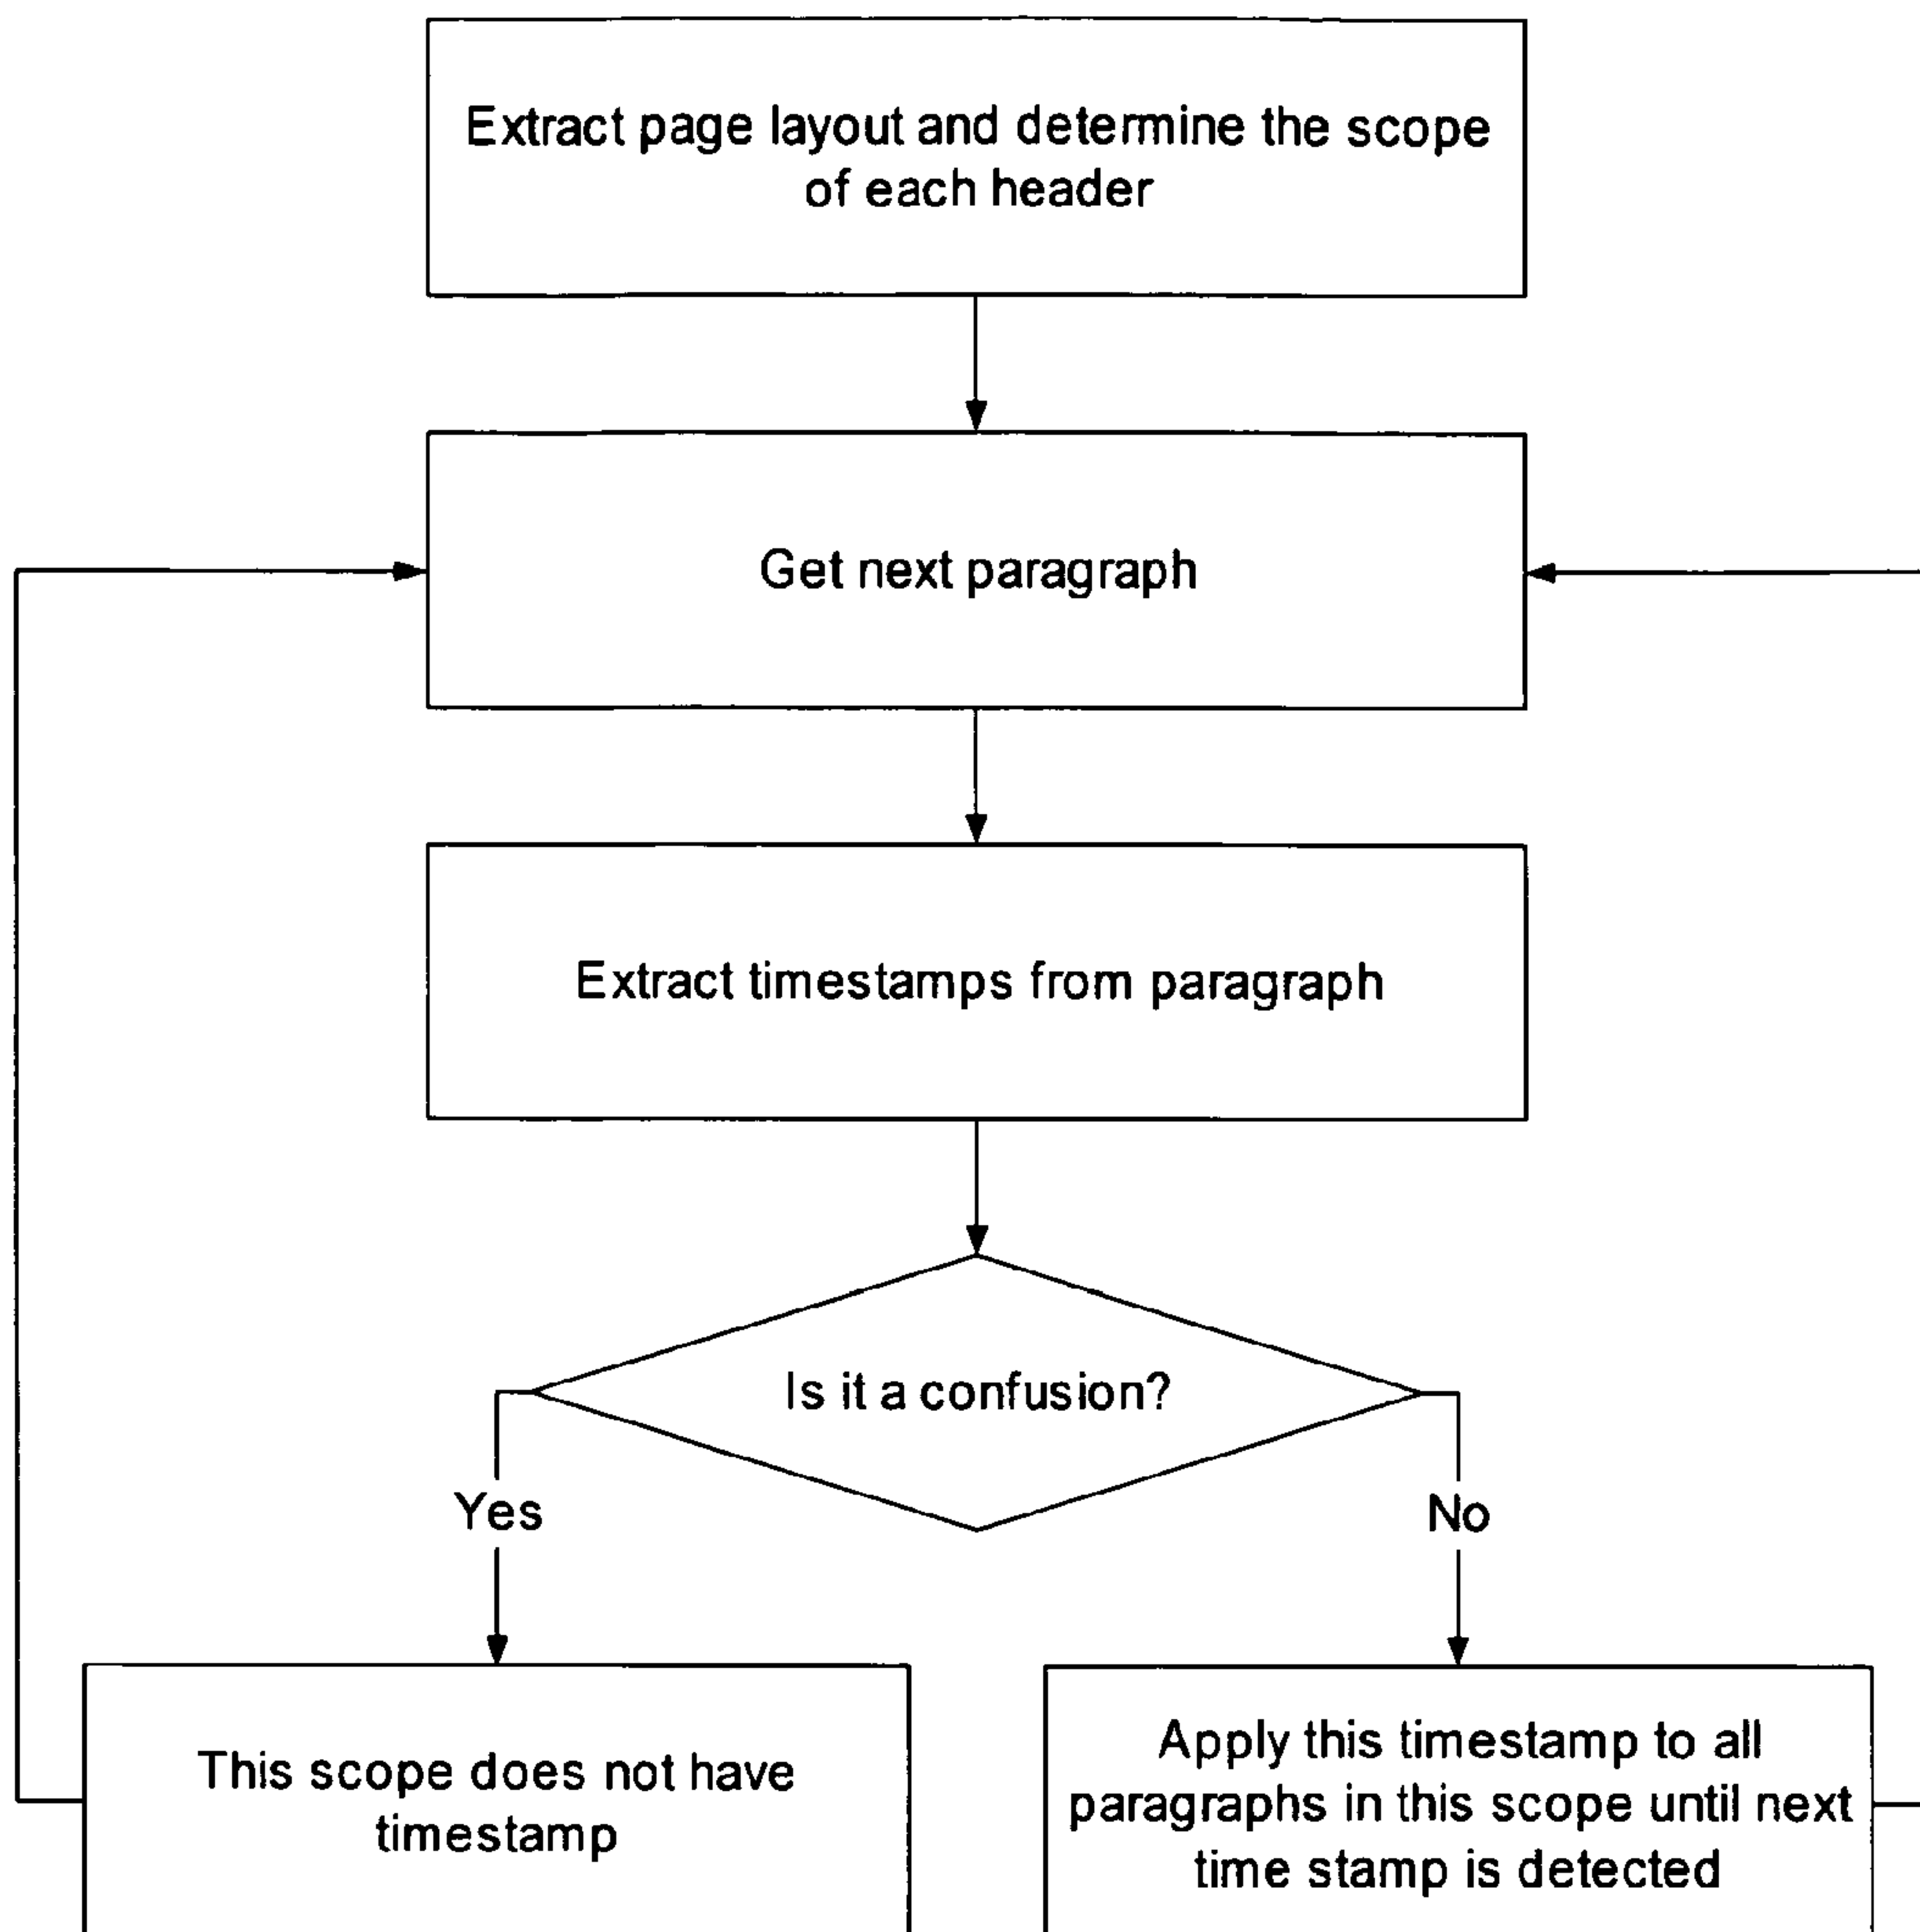 Extract page layout and determine the scope
of each header
Get next paragraph
Extract timestamps from paragraph
Is it a confusion?
Yes
No
This scope does not have
timestamp
Apply this timestamp to all
paragraphs in this scope until next
time stamp is detected